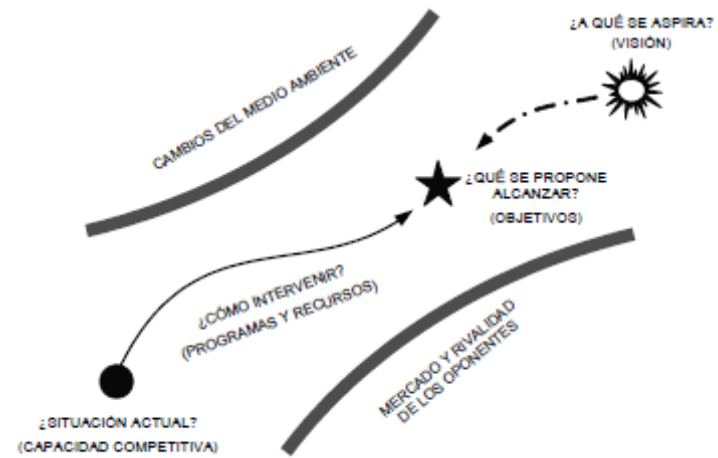 ¿A QUÉ SE ASPIRA?
(VISIÓN)
CAMBIOS DEL MEDIO AMBIENTE
¿QUÉ SE PROPONE
ALCANZAR?
(OBJETIVOS)
¿CÓMO INTERVENIR?
(PROGRAMAS Y RECURSOS)
MERCADO Y RIVALIDAD
DE LOS OPONENTES
¿SITUACIÓN ACTUAL?
(CAPACIDAD COMPETITIVA)